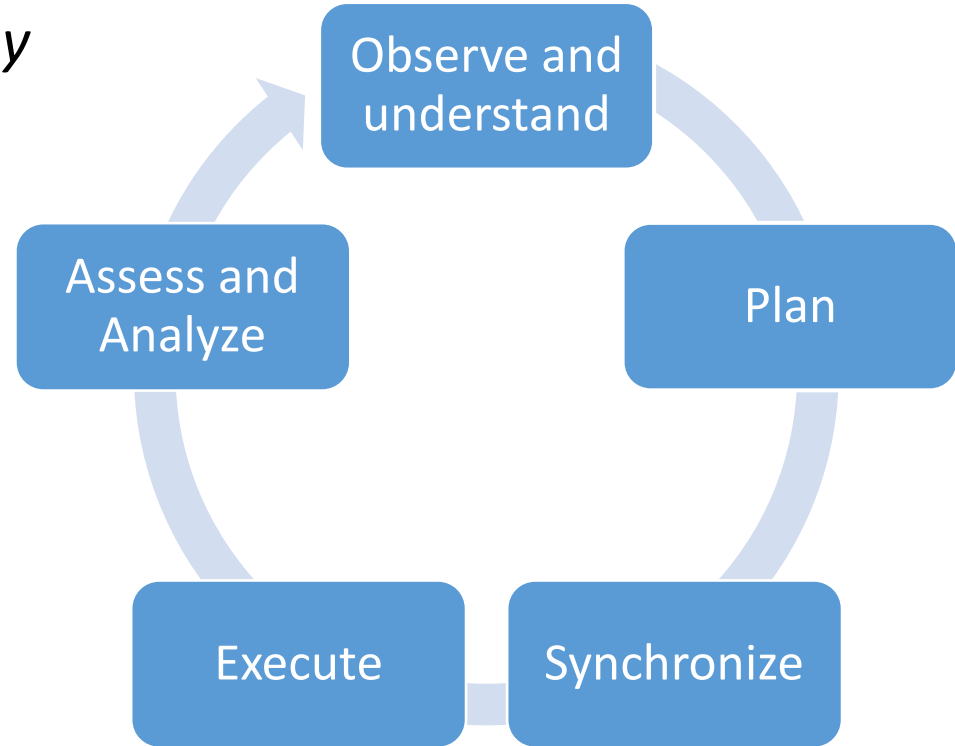 y
Observe and
understand
Plan
Synchronize
Execute
Assess and
Analyze